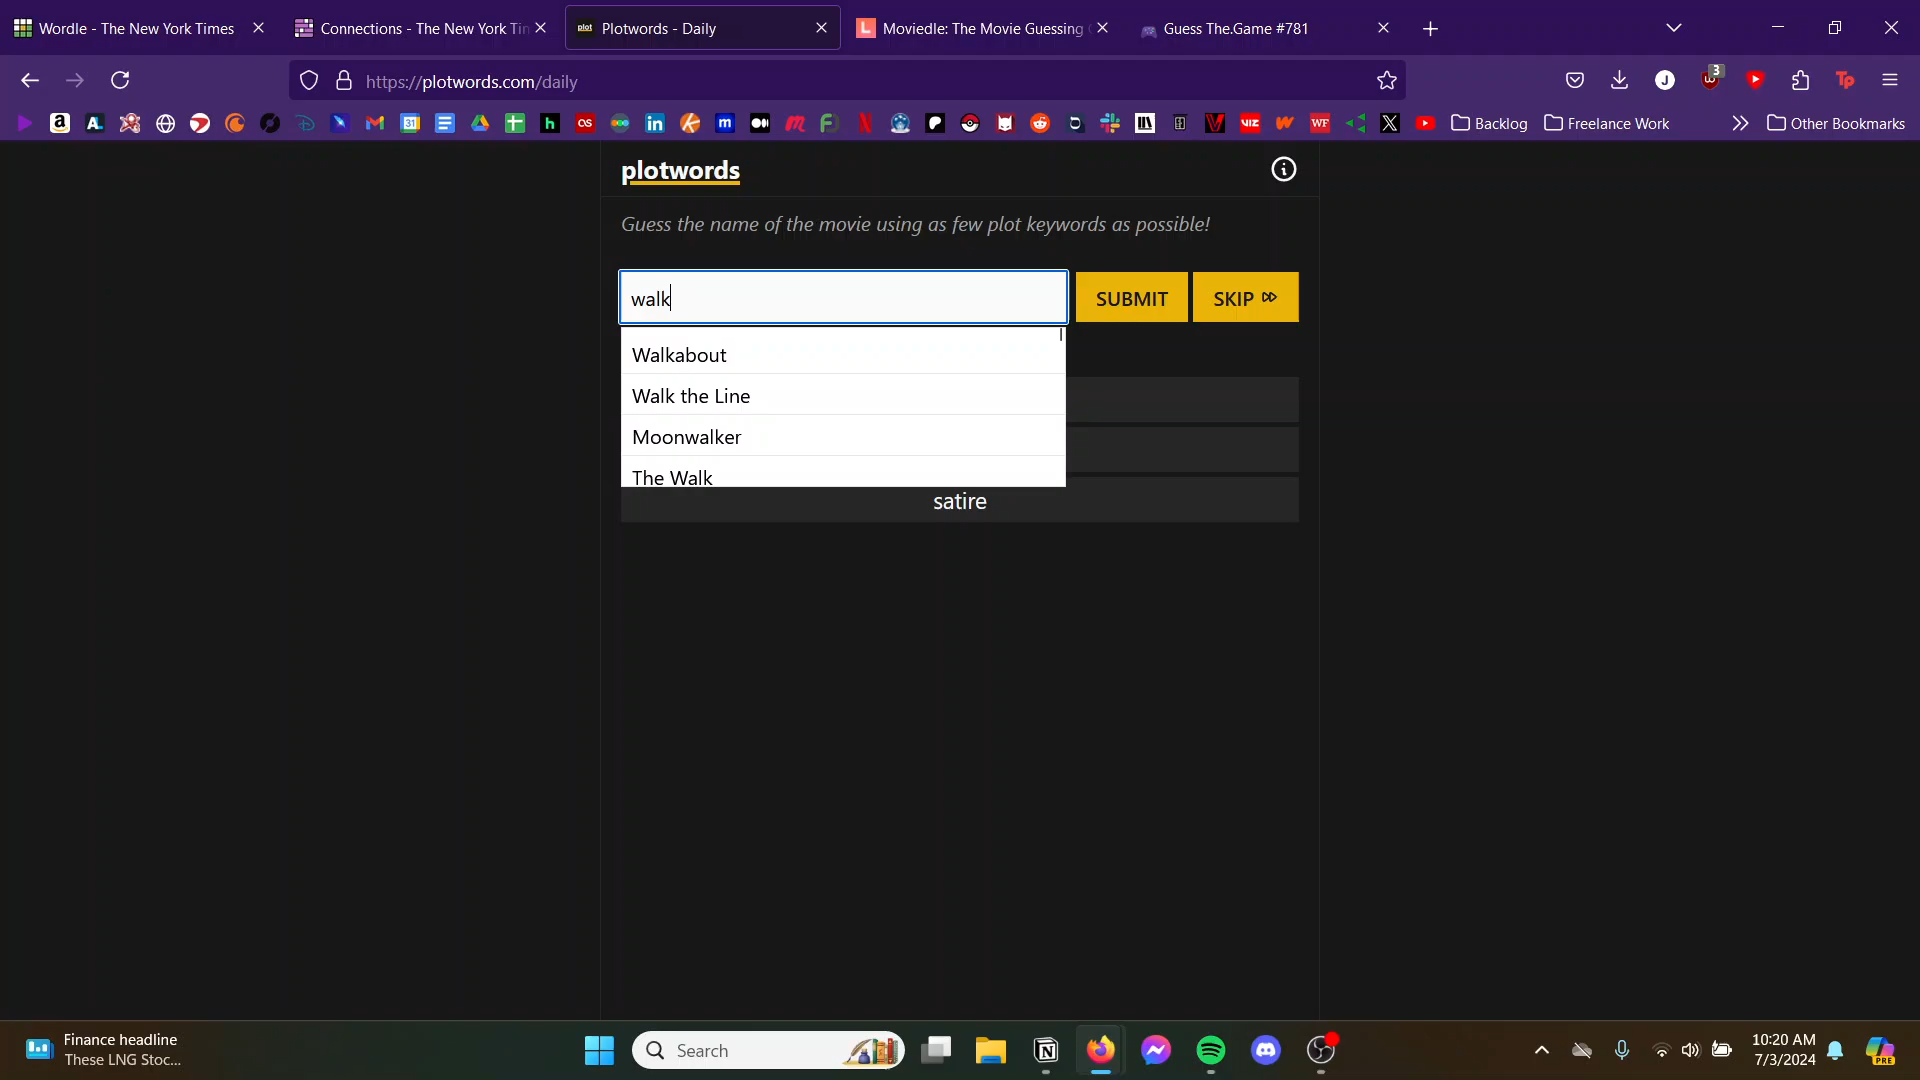 Wordle - The New York Times
Connections - The New York Tin
Plotwords - Daily
Moviedle: The Movie Guessing
Guess The.Game #781
https://plotwords.com/daily
3
Backlog
Freelance Work
Other Bookmarks
plotwords
Guess the name of the movie using as few plot keywords as possible!
walk
SUBMIT
SKIP
Walkabout
Walk the Line
Moonwalker
The Walk
satire
Finance headline
These LNG Stoc...
Search
10:20 AM
7/3/2024